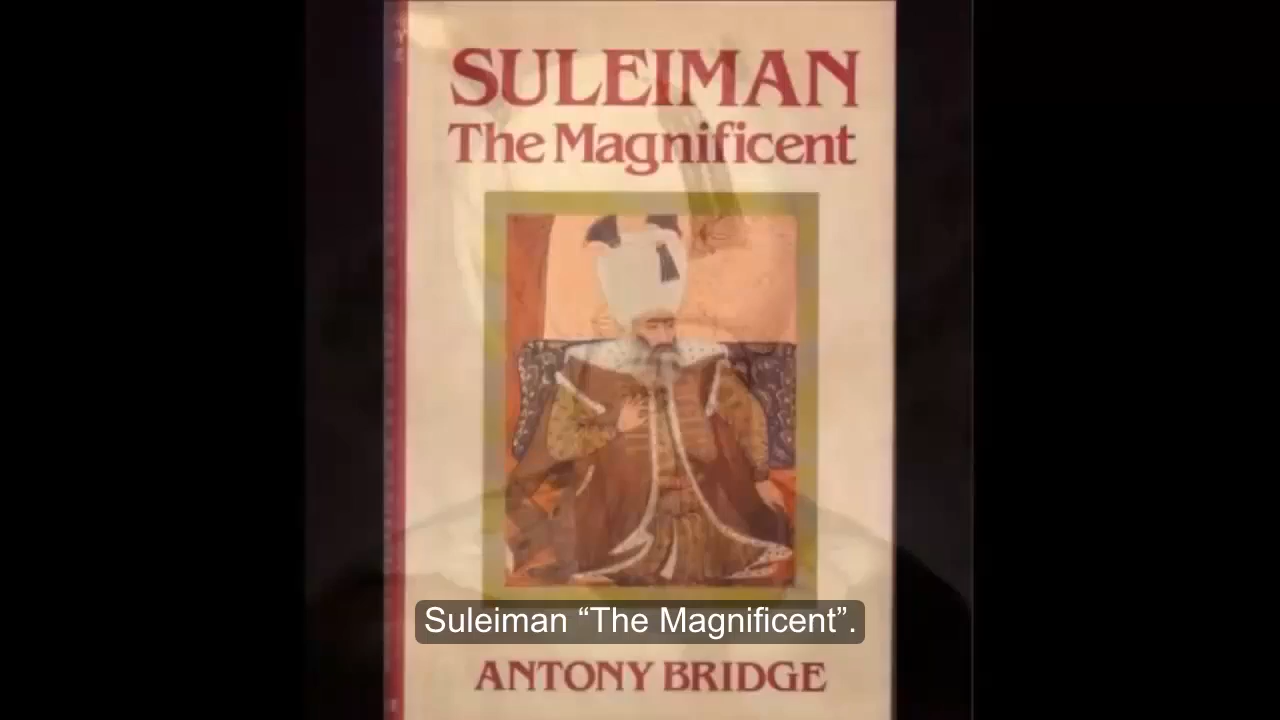 SULEIMAN
The Magnificent
Suleiman “The Magnificent”.
ANTONY BRIDGE